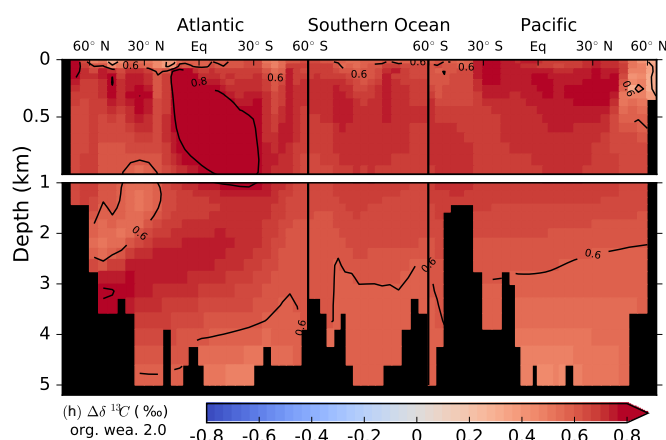 Atlantic Southern Ocean Pacific
60° N 30° N Eq 30° S 60° S 60° S 30° S Eq 30° N 60° N
0
0.5
1
2
3
4
5
Depth (km)
0.6 0.8 0.6 0.6 0.6 0.6 0.6
0.6 0.6 0.6 0.6 0.6
(h) Δδ ¹³C (‰)
org. wea. 2.0
-0.8 -0.6 -0.4 -0.2 0 0.2 0.4 0.6 0.8